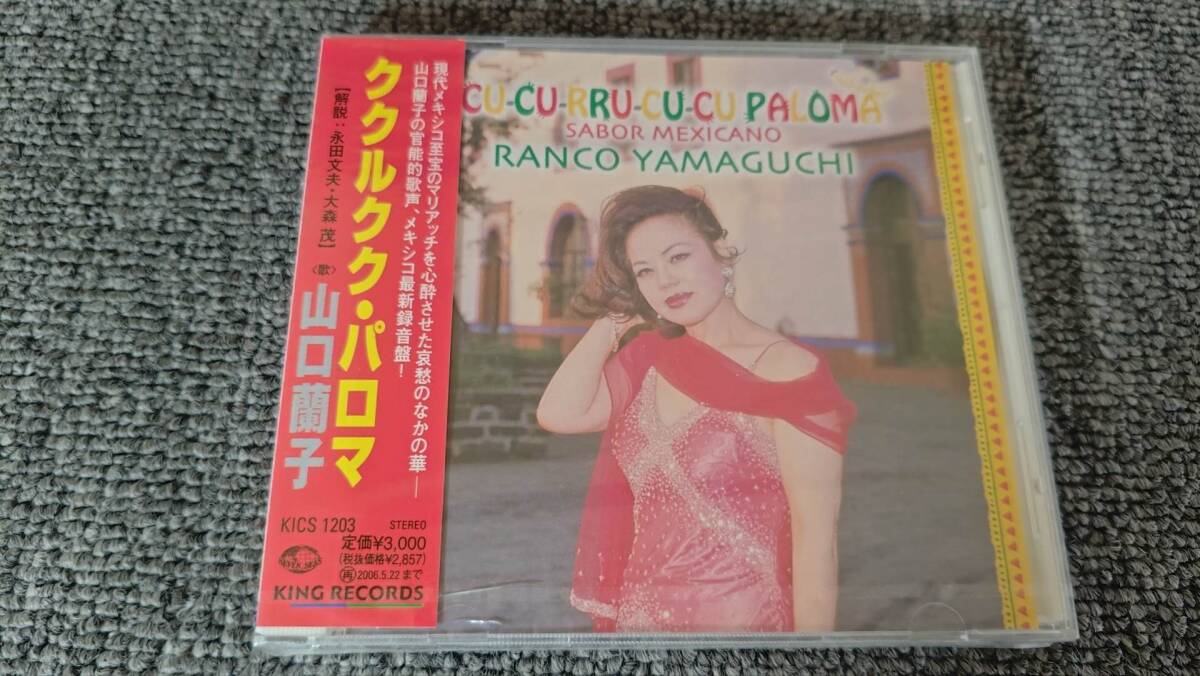 現代メキシコ至宝のマリアッチを心酔させた哀愁のなかの華──
山口蘭子の官能的歌声、メキシコ最新録音盤！
ククルクク・パロマ
【解説：永田文夫・大森 茂】
〈歌〉山口蘭子
KICS 1203
STEREO
定価¥3,000
(税抜価格¥2,857)
再 2006.5.22 まで
SEVEN SEAS
KING RECORDS
CU-CU-RRU-CU-CU PALOMA
SABOR MEXICANO
RANCO YAMAGUCHI